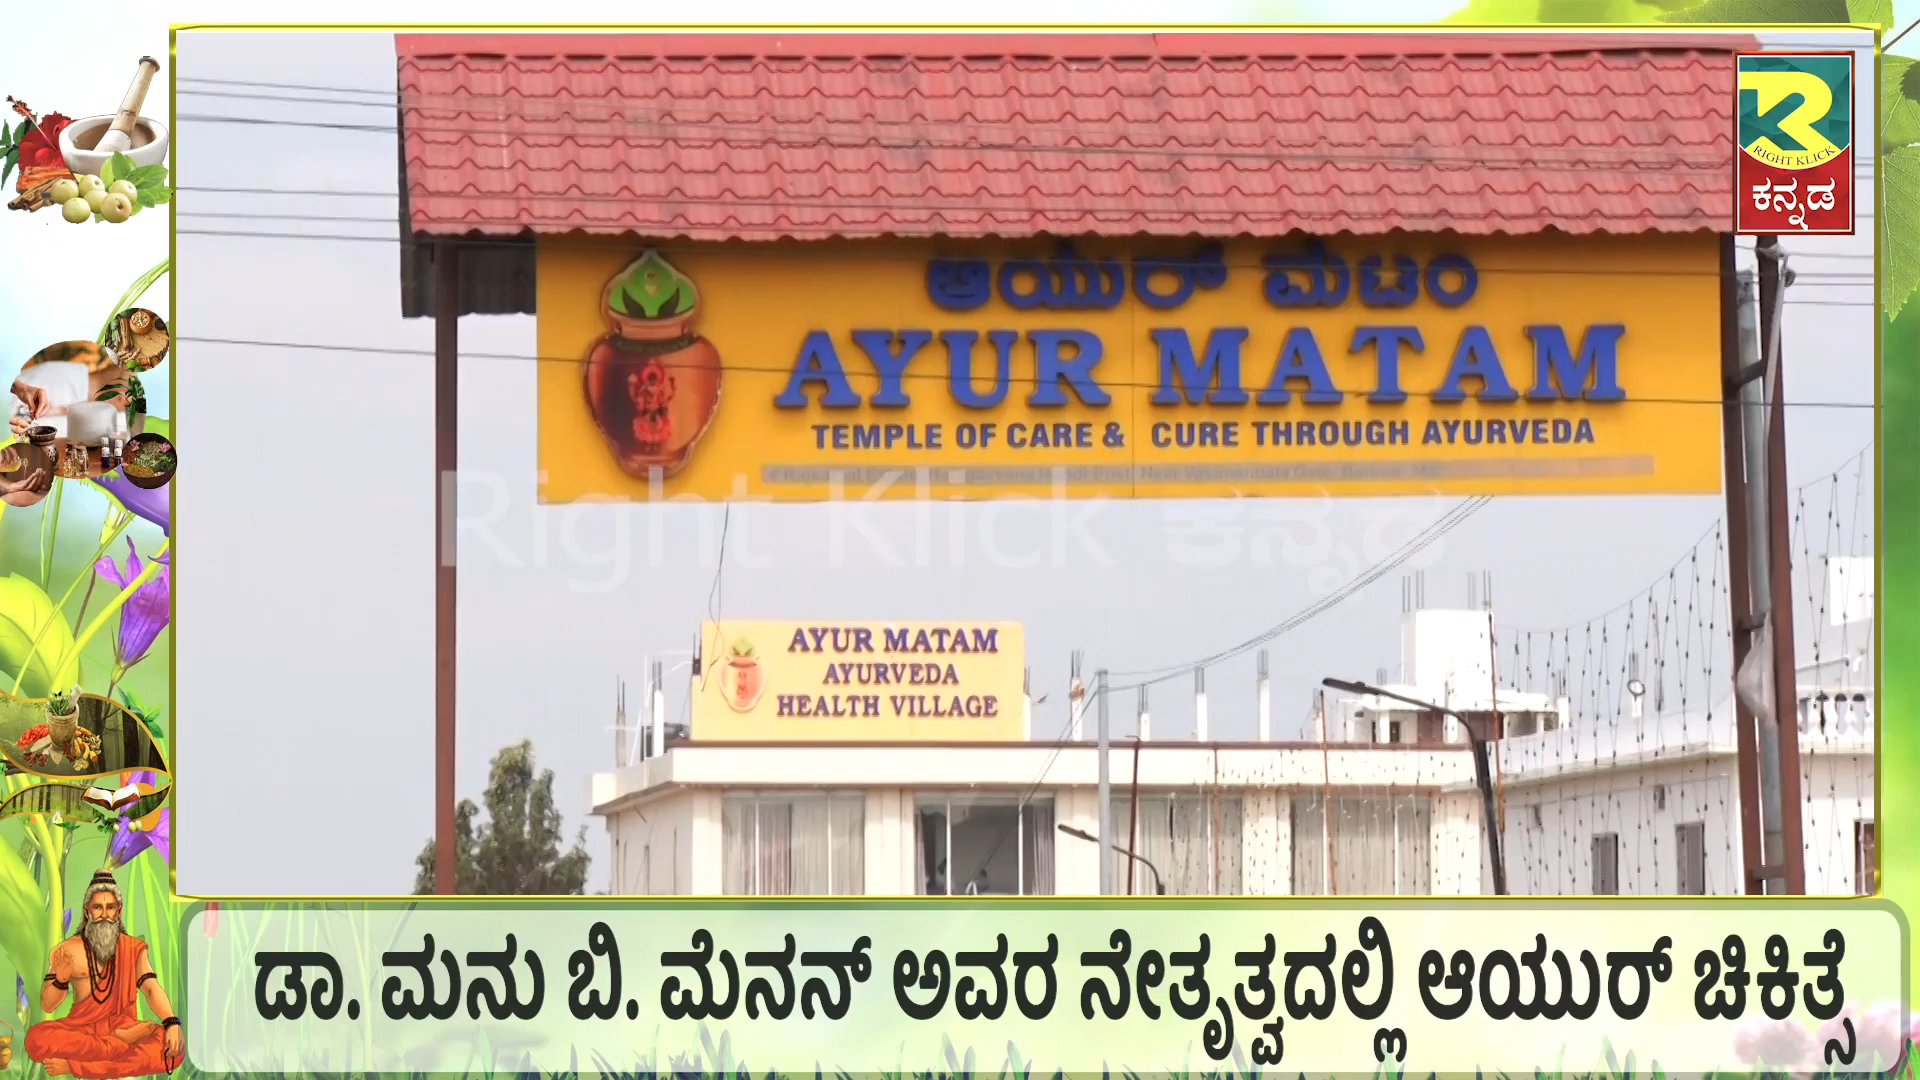 RIGHT KLICK
ಕನ್ನಡ
ಆಯುರ್ ಮಟಂ
AYUR MATAM
TEMPLE OF CARE & CURE THROUGH AYURVEDA
Right Klick ಕನ್ನಡ
AYUR MATAM
AYURVEDA
HEALTH VILLAGE
ಡಾ. ಮನು ಬಿ. ಮೆನನ್ ಅವರ ನೇತೃತ್ವದಲ್ಲಿ ಆಯುರ್ ಚಿಕಿತ್ಸೆ